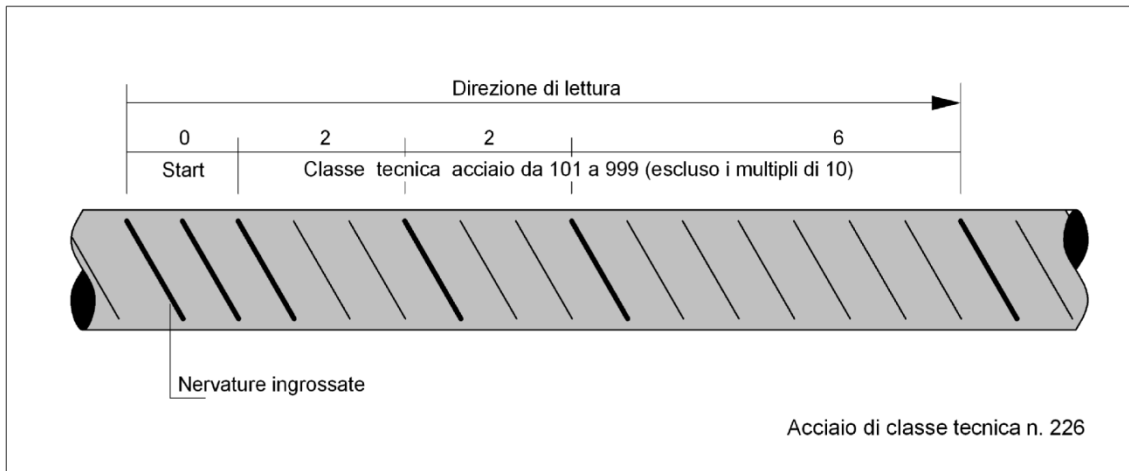 Direzione di lettura
0 2 2 6
Start Classe tecnica acciaio da 101 a 999 (escluso i multipli di 10)
Nervature ingrossate
Acciaio di classe tecnica n. 226